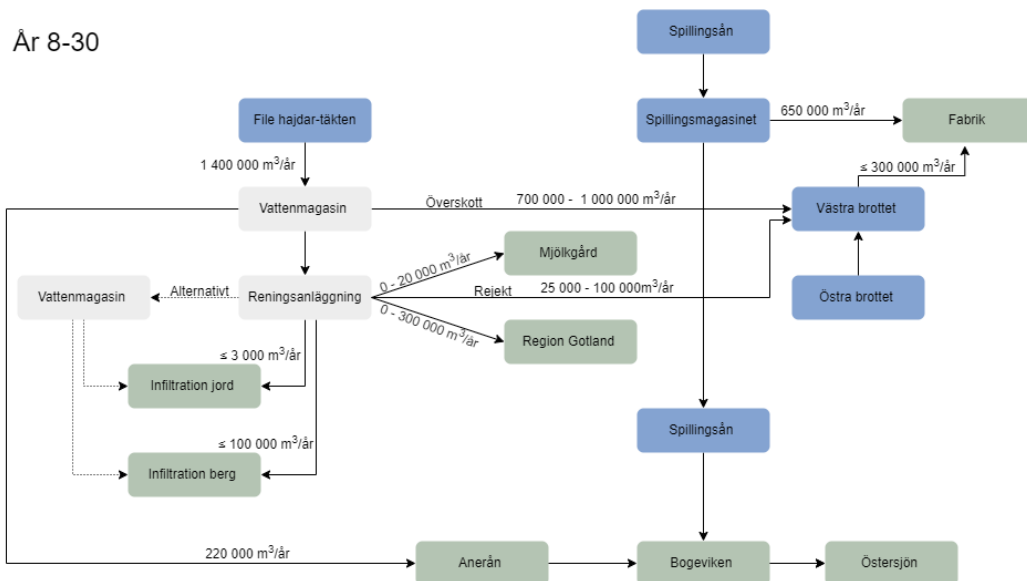 År 8-30
Spillingsån
File hajdar-täkten
Spillingsmagasinet
650 000 m³/år
Fabrik
1 400 000 m³/år
≤ 300 000 m³/år
Vattenmagasin
Överskott
700 000 - 1 000 000 m³/år
Västra brottet
Mjölkgård
0 - 20 000 m³/år
Vattenmagasin
Alternativt
Reningsanläggning
Rejekt
25 000 - 100 000m³/år
Östra brottet
0 - 300 000 m³/år
Region Gotland
≤ 3 000 m³/år
Infiltration jord
Spillingsån
≤ 100 000 m³/år
Infiltration berg
220 000 m³/år
Anerån
Bogeviken
Östersjön